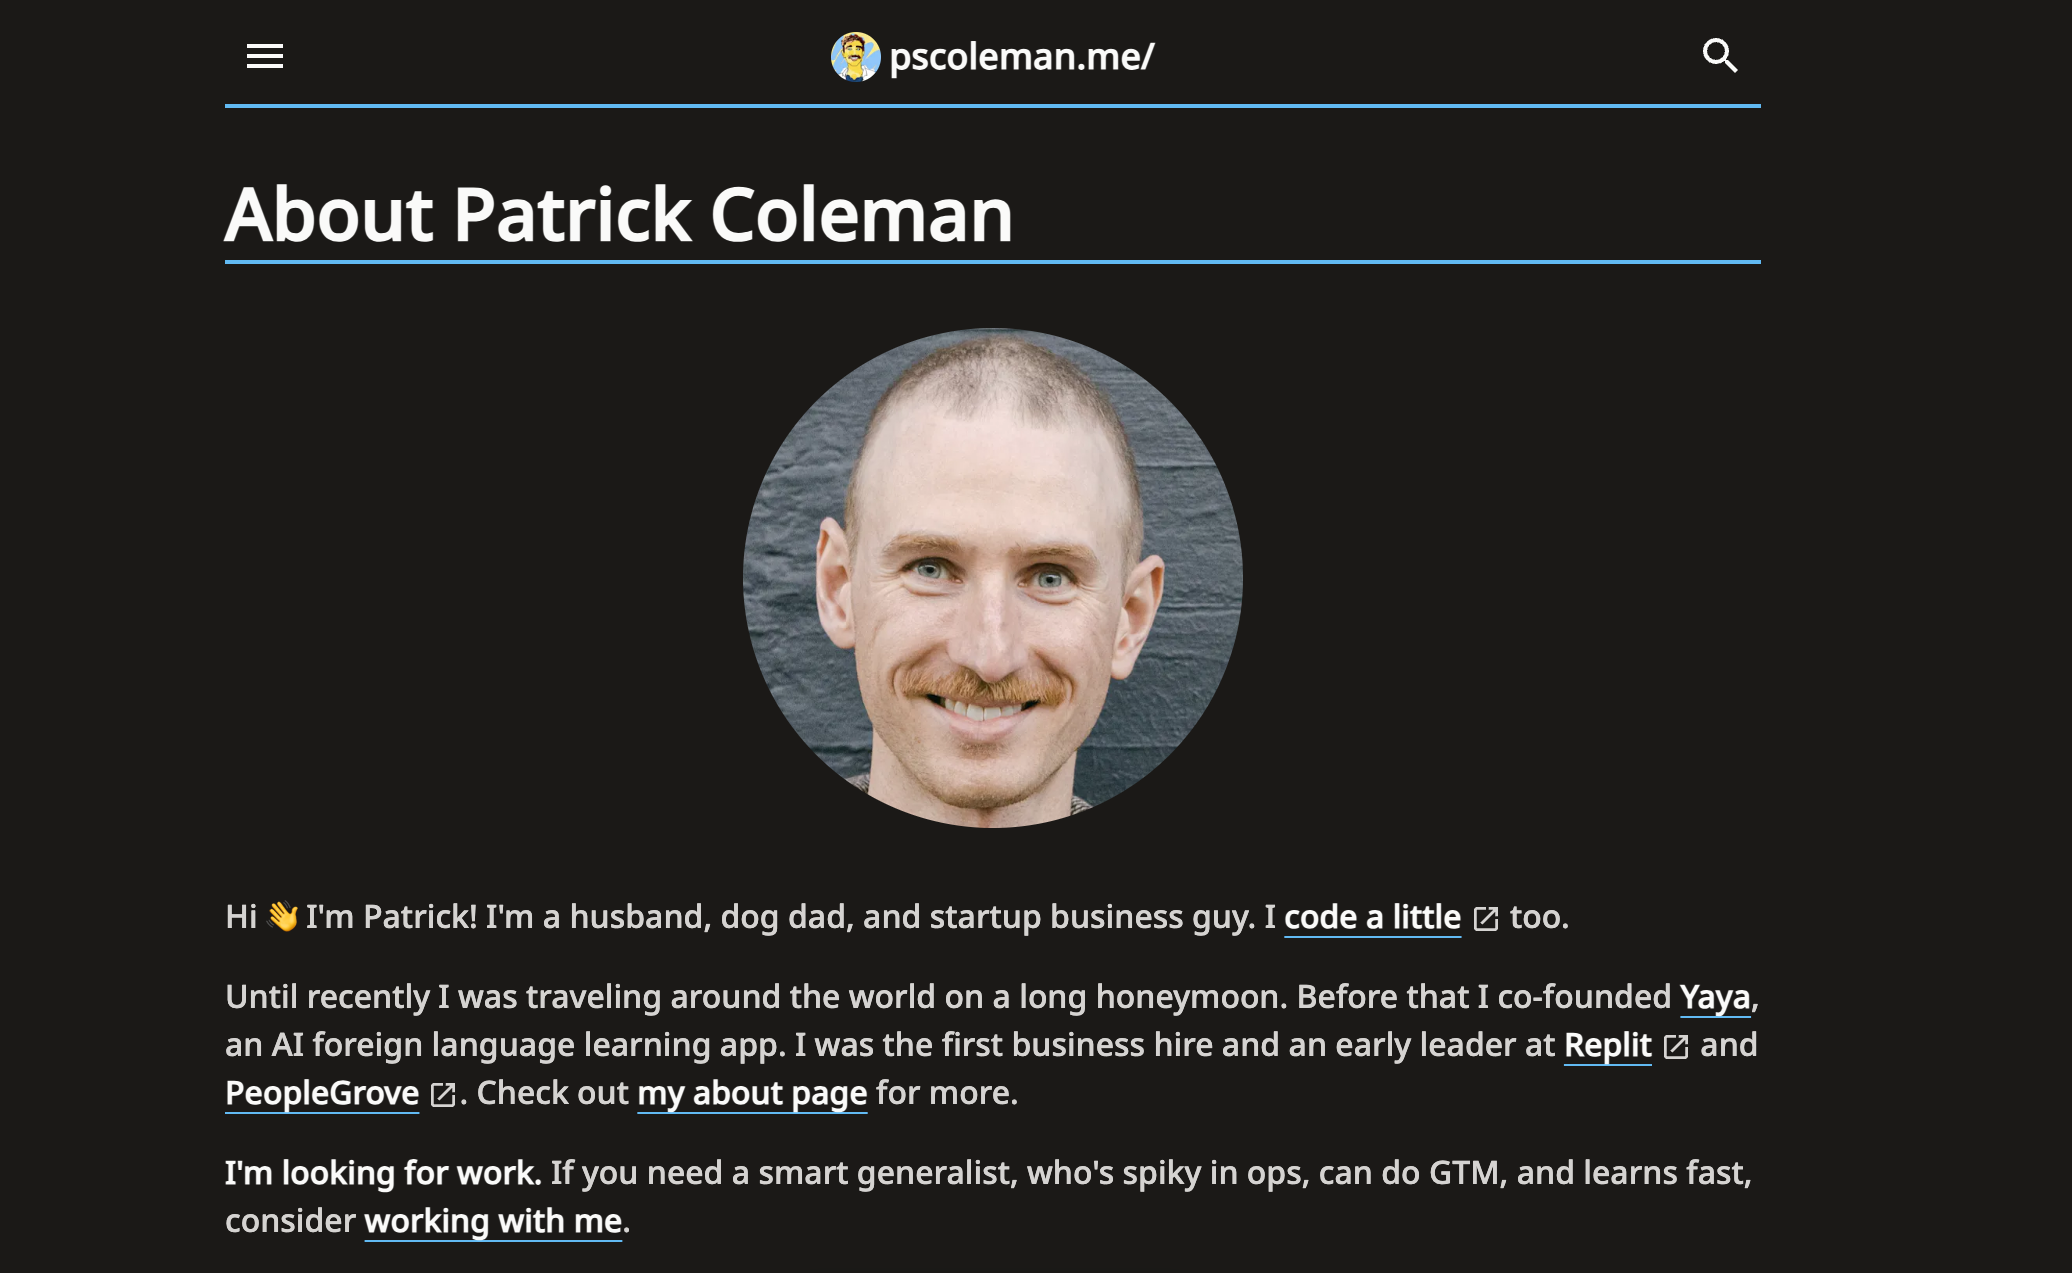 pscoleman.me/
About Patrick Coleman
Hi 👋 I'm Patrick! I'm a husband, dog dad, and startup business guy. I code a little too.
Until recently I was traveling around the world on a long honeymoon. Before that I co-founded Yaya,
an AI foreign language learning app. I was the first business hire and an early leader at Replit and
PeopleGrove . Check out my about page for more.
I'm looking for work. If you need a smart generalist, who's spiky in ops, can do GTM, and learns fast,
consider working with me.